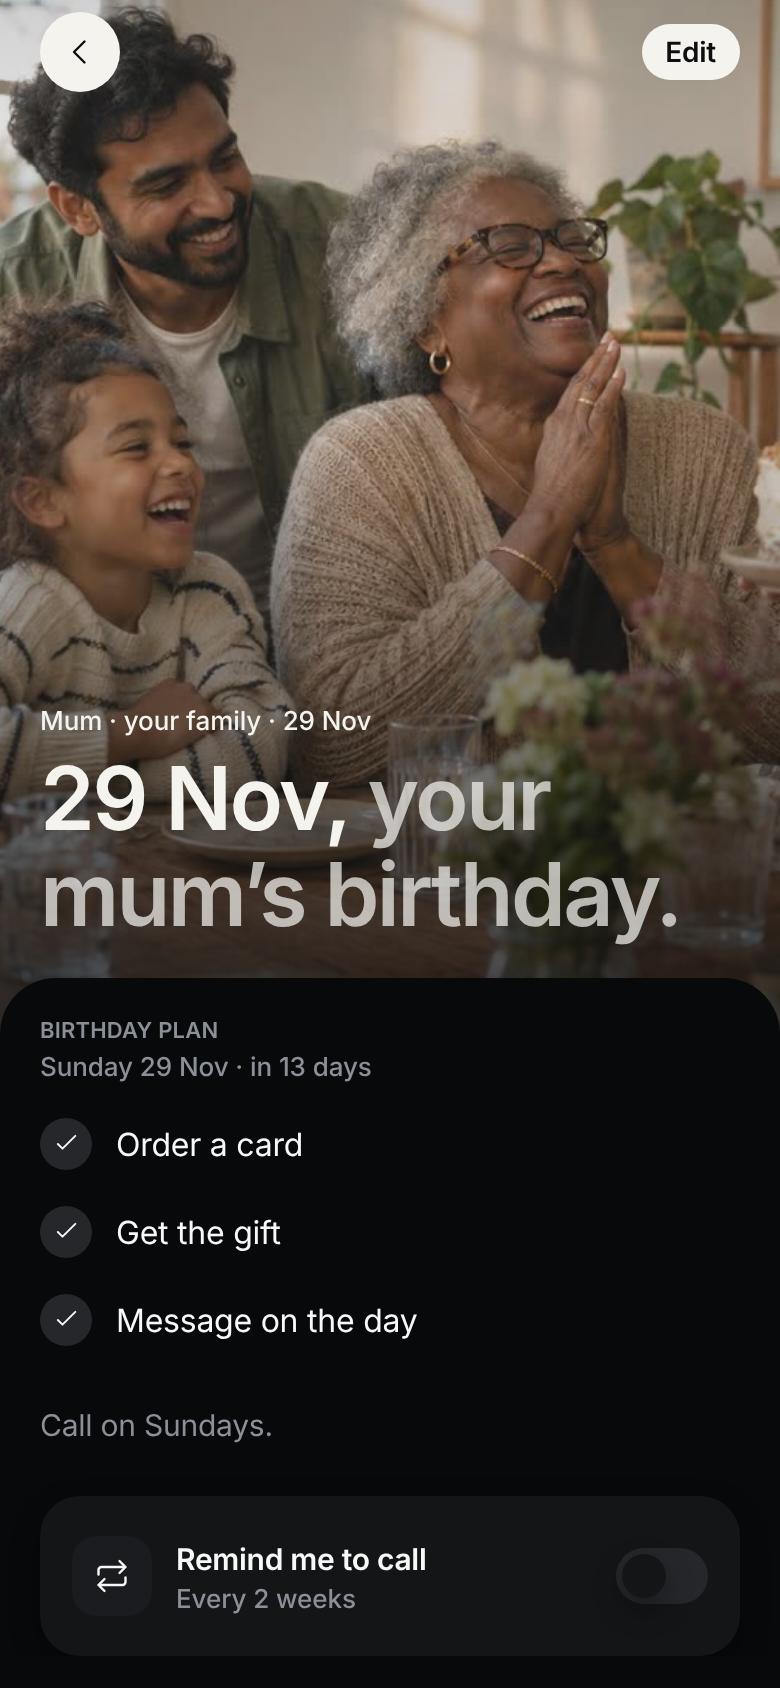 Edit
Mum · your family · 29 Nov
29 Nov, your
mum’s birthday.
BIRTHDAY PLAN
Sunday 29 Nov · in 13 days
Order a card
Get the gift
Message on the day
Call on Sundays.
Remind me to call
Every 2 weeks